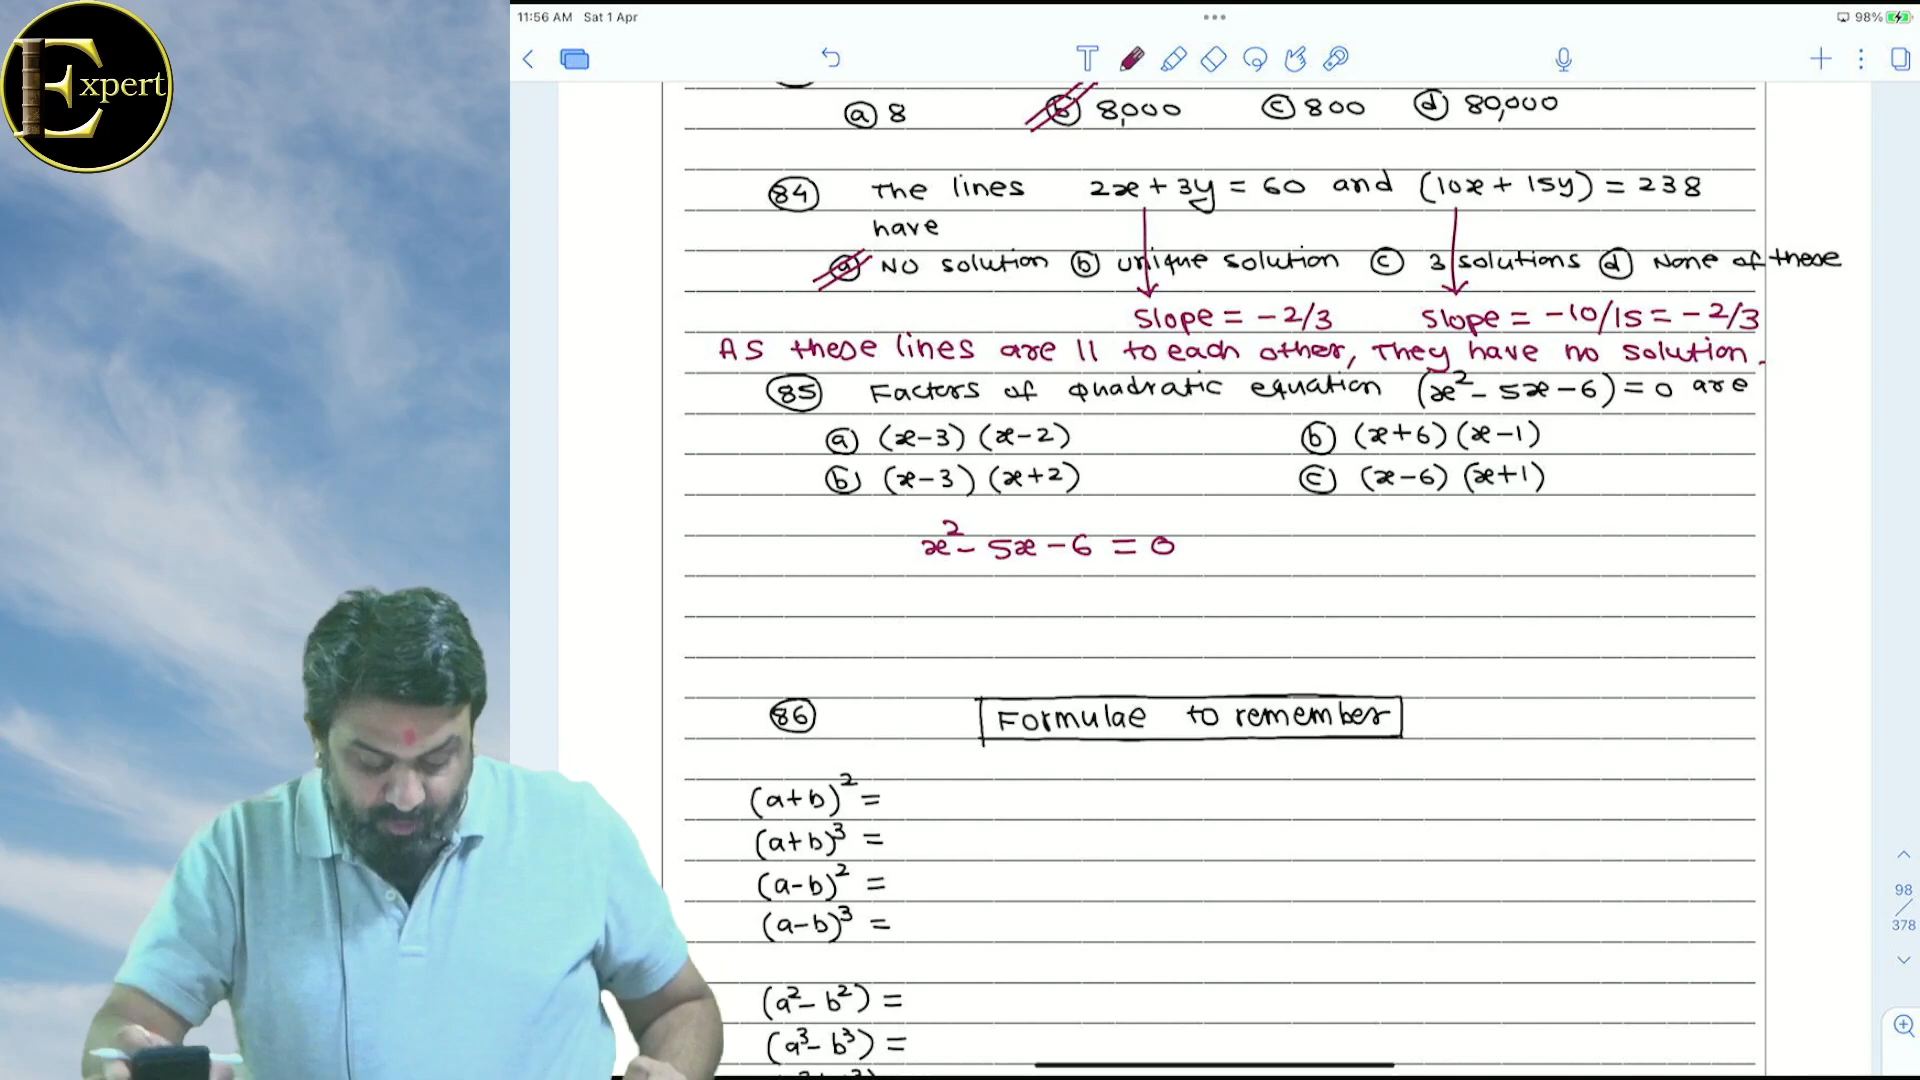 Expert
11:56 AM Sat 1 Apr
98%
(a) 8 (b) 8,000 (c) 800 (d) 80,000
(84) The lines 2x + 3y = 60 and (10x + 15y) = 238
have
(a) No solution (b) unique solution (c) 3 solutions (d) None of these
Slope = -2/3 Slope = -10/15 = -2/3
As these lines are || to each other, They have no solution.
(85) Factors of quadratic equation (x² - 5x - 6) = 0 are
(a) (x-3) (x-2) (b) (x+6) (x-1)
(b) (x-3) (x+2) (c) (x-6) (x+1)
x² - 5x - 6 = 0
(86) Formulae to remember
(a+b)² =
(a+b)³ =
(a-b)² =
(a-b)³ =
(a² - b²) =
(a³ - b³) =
98
/
378